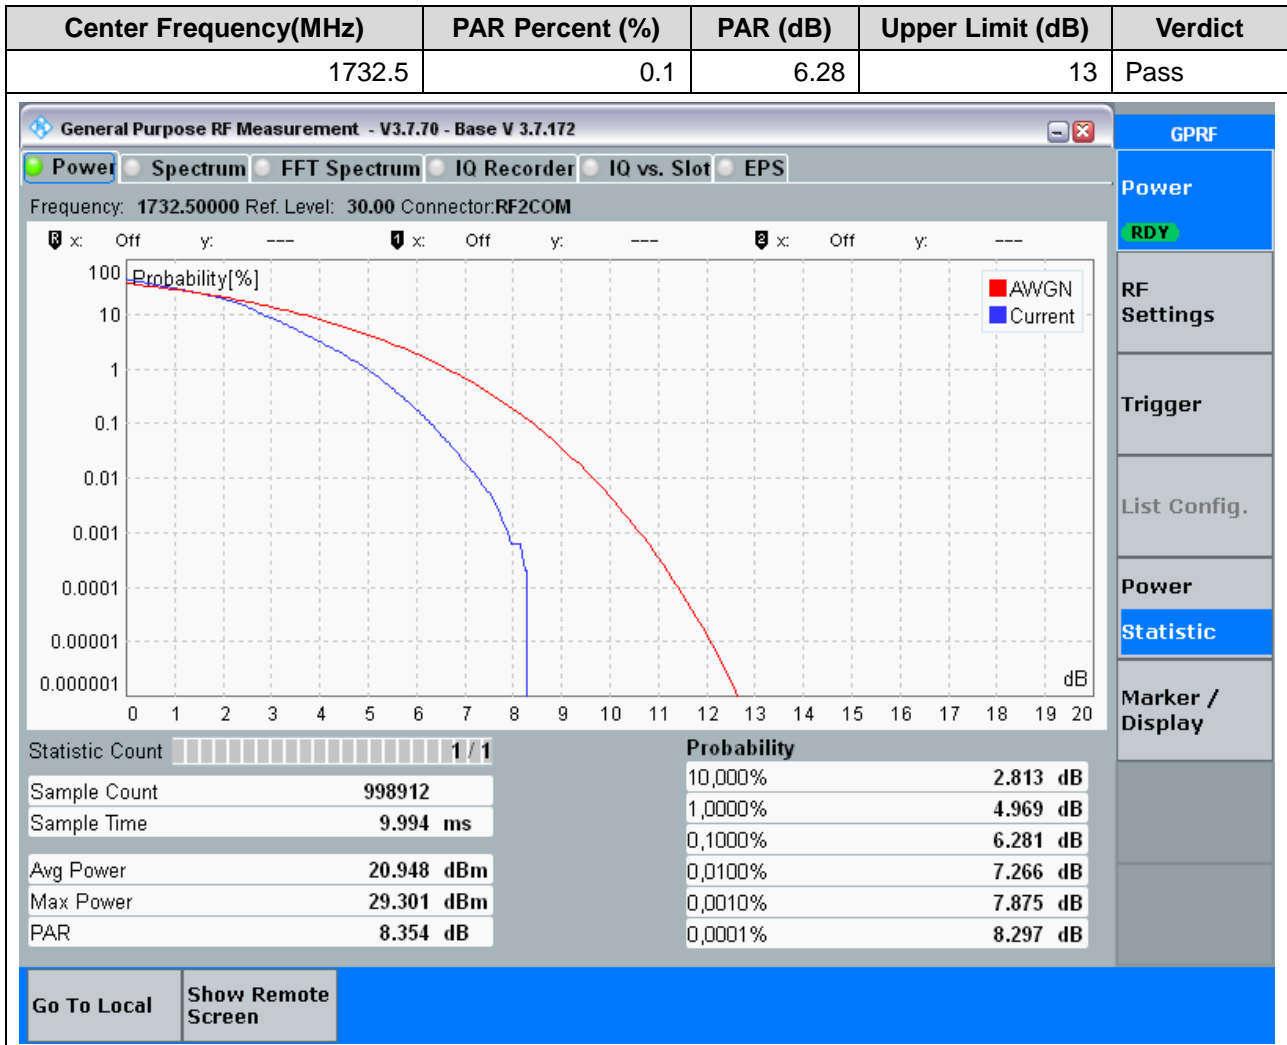 Center Frequency(MHz) PAR Percent (%) PAR (dB) Upper Limit (dB) Verdict
1732.5 0.1 6.28 13 Pass
General Purpose RF Measurement - V3.7.70 - Base V 3.7.172
GPRF
Power Spectrum FFT Spectrum IQ Recorder IQ vs. Slot EPS
Power
RDY
Frequency: 1732.50000 Ref. Level: 30.00 Connector:RF2COM
R x: Off y: --- 1 x: Off y: --- 2 x: Off y: ---
Probability[%]
100
10
1
0.1
0.01
0.001
0.0001
0.00001
0.000001
AWGN
Current
dB
0 1 2 3 4 5 6 7 8 9 10 11 12 13 14 15 16 17 18 19 20
RF
Settings
Trigger
List Config.
Power
Statistic
Marker /
Display
Statistic Count 1 / 1
Sample Count 998912
Sample Time 9.994 ms
Avg Power 20.948 dBm
Max Power 29.301 dBm
PAR 8.354 dB
Probability
10,000% 2.813 dB
1,0000% 4.969 dB
0,1000% 6.281 dB
0,0100% 7.266 dB
0,0010% 7.875 dB
0,0001% 8.297 dB
Go To Local
Show Remote
Screen